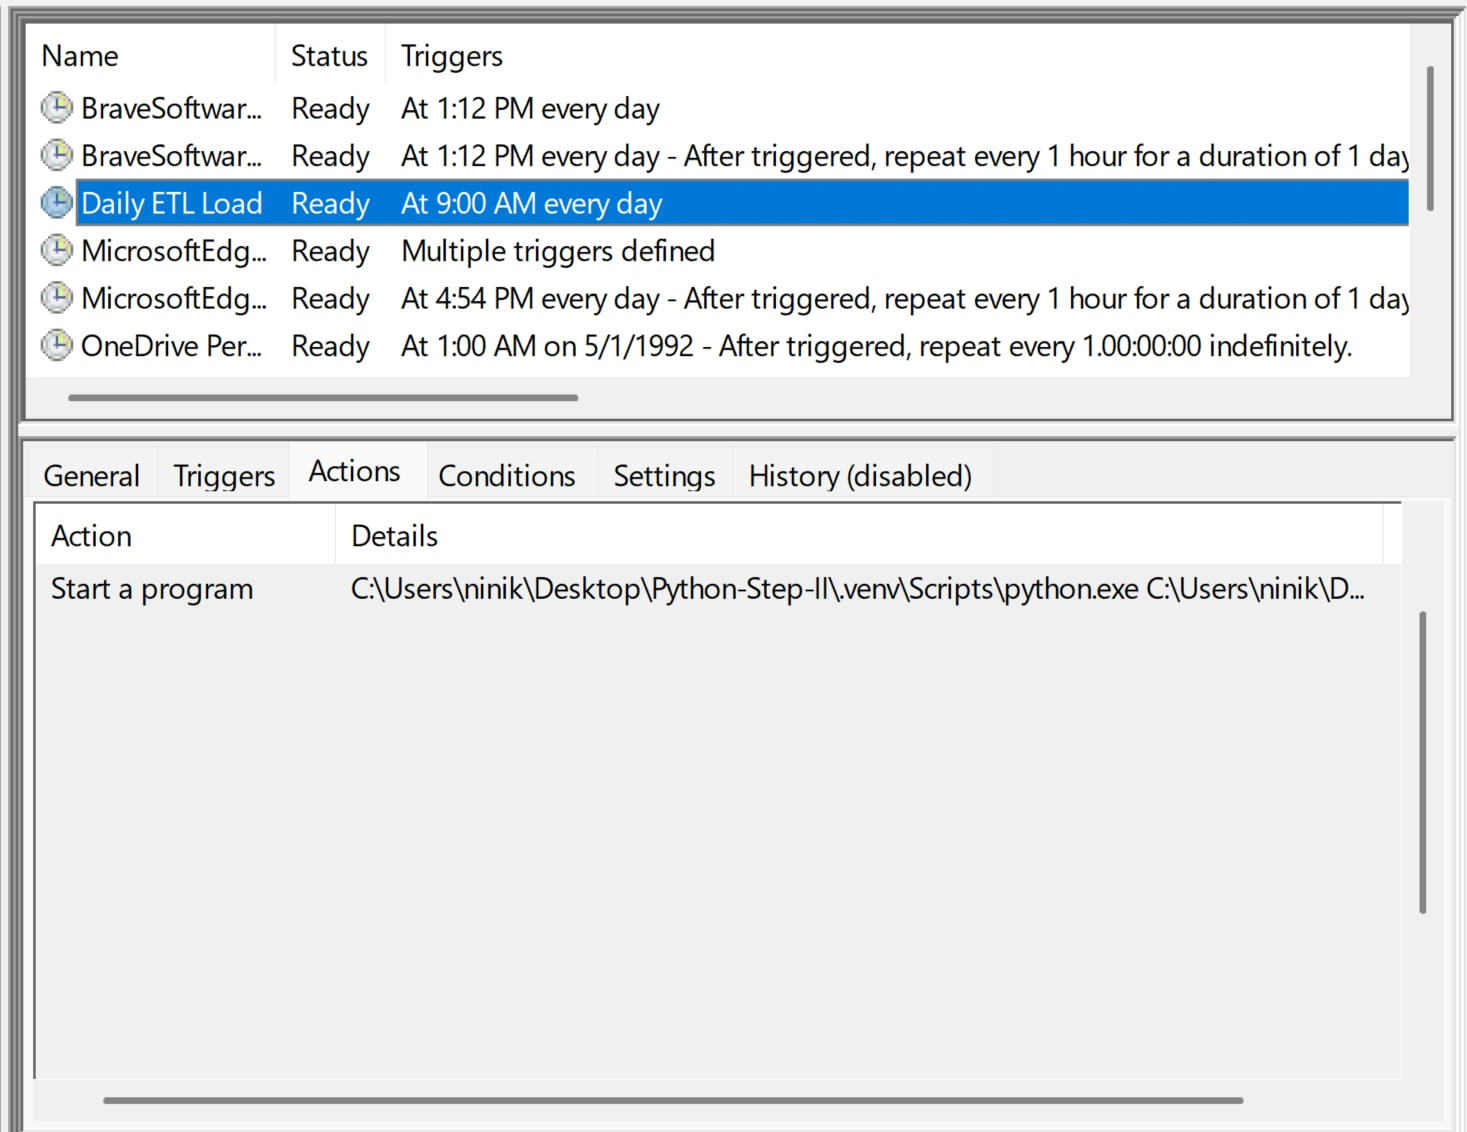 Name Status Triggers
BraveSoftwar... Ready At 1:12 PM every day
BraveSoftwar... Ready At 1:12 PM every day - After triggered, repeat every 1 hour for a duration of 1 day
Daily ETL Load Ready At 9:00 AM every day
MicrosoftEdg... Ready Multiple triggers defined
MicrosoftEdg... Ready At 4:54 PM every day - After triggered, repeat every 1 hour for a duration of 1 day
OneDrive Per... Ready At 1:00 AM on 5/1/1992 - After triggered, repeat every 1.00:00:00 indefinitely.
General Triggers Actions Conditions Settings History (disabled)
Action Details
Start a program C:\Users\ninik\Desktop\Python-Step-II\.venv\Scripts\python.exe C:\Users\ninik\D...